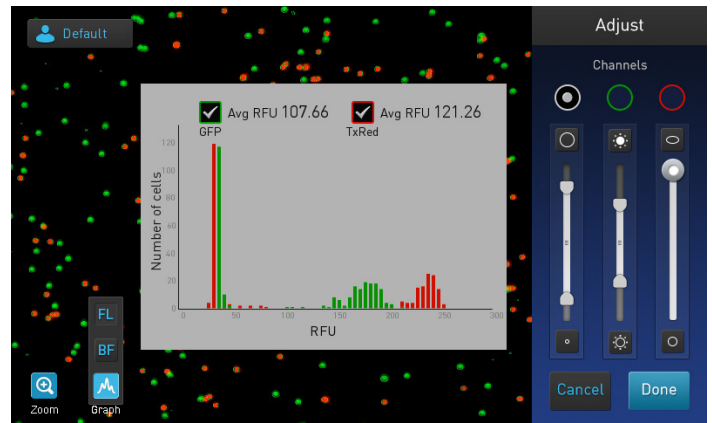 Default
Adjust
Channels
Avg RFU 107.66
Avg RFU 121.26
GFP
TxRed
Number of cells
120
80
60
40
20
0
0
50
100
150
200
250
300
RFU
FL
BF
Zoom
Graph
Cancel
Done